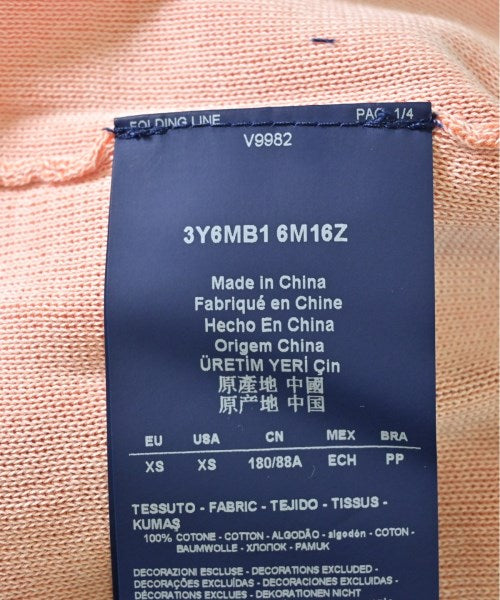 FOLDING LINE PAG. 1/4
V9982
3Y6MB1 6M16Z
Made in China
Fabriqué en Chine
Hecho En China
Origem China
ÜRETİM YERİ Çin
原產地 中國
原产地 中国
EU USA CN MEX BRA
XS XS 180/88A ECH PP
TESSUTO - FABRIC - TEJIDO - TISSUS -
KUMAŞ
100% COTONE - COTTON - ALGODÃO - algodón - COTON -
BAUMWOLLE - ХЛОПОК - PAMUK
DECORAZIONI ESCLUSE - DECORATIONS EXCLUDED -
DECORAÇÕES EXCLUÍDAS - DECORACIONES EXCLUIDAS -
DÉCORATIONS EXCLUES - DEKORATIONEN NICHT